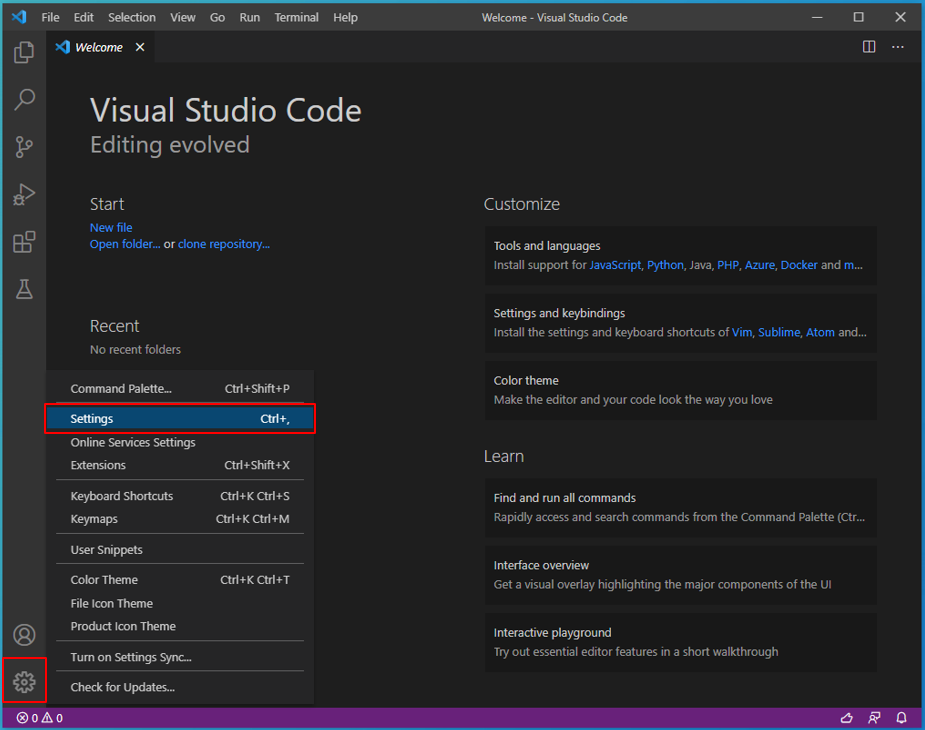 File Edit Selection View Go Run Terminal Help Welcome - Visual Studio Code
Welcome
Visual Studio Code
Editing evolved
Start
New file
Open folder... or clone repository...
Recent
No recent folders
Customize
Tools and languages
Install support for JavaScript, Python, Java, PHP, Azure, Docker and m...
Settings and keybindings
Install the settings and keyboard shortcuts of Vim, Sublime, Atom and...
Color theme
Make the editor and your code look the way you love
Learn
Find and run all commands
Rapidly access and search commands from the Command Palette (Ctr...
Interface overview
Get a visual overlay highlighting the major components of the UI
Interactive playground
Try out essential editor features in a short walkthrough
Command Palette... Ctrl+Shift+P
Settings Ctrl+,
Online Services Settings
Extensions Ctrl+Shift+X
Keyboard Shortcuts Ctrl+K Ctrl+S
Keymaps Ctrl+K Ctrl+M
User Snippets
Color Theme Ctrl+K Ctrl+T
File Icon Theme
Product Icon Theme
Turn on Settings Sync...
Check for Updates...
0 0